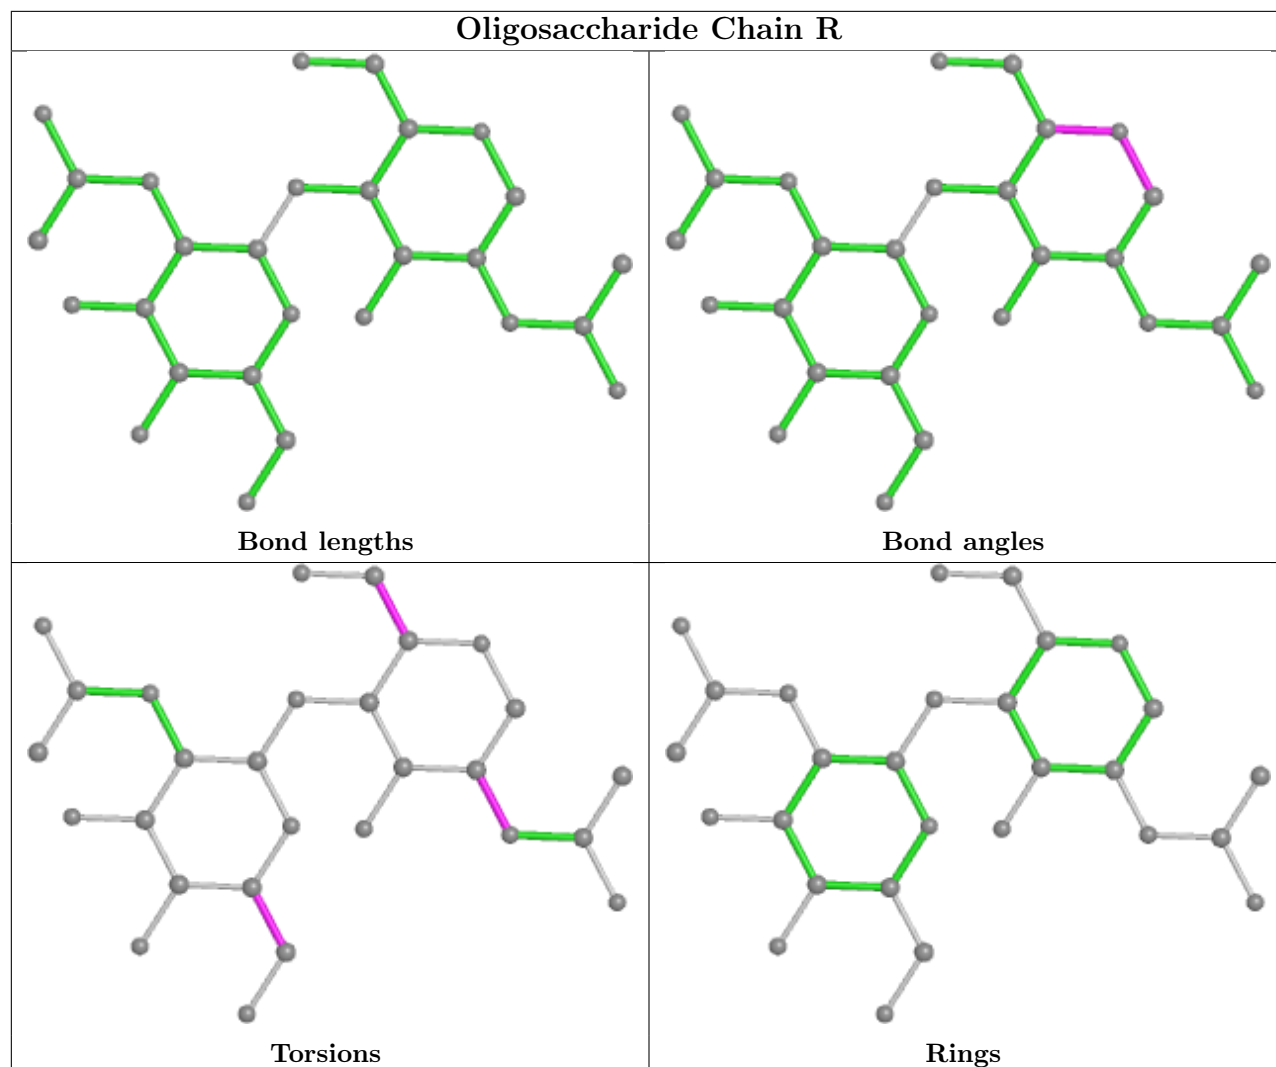 Oligosaccharide Chain R
Bond lengths
Bond angles
Torsions
Rings